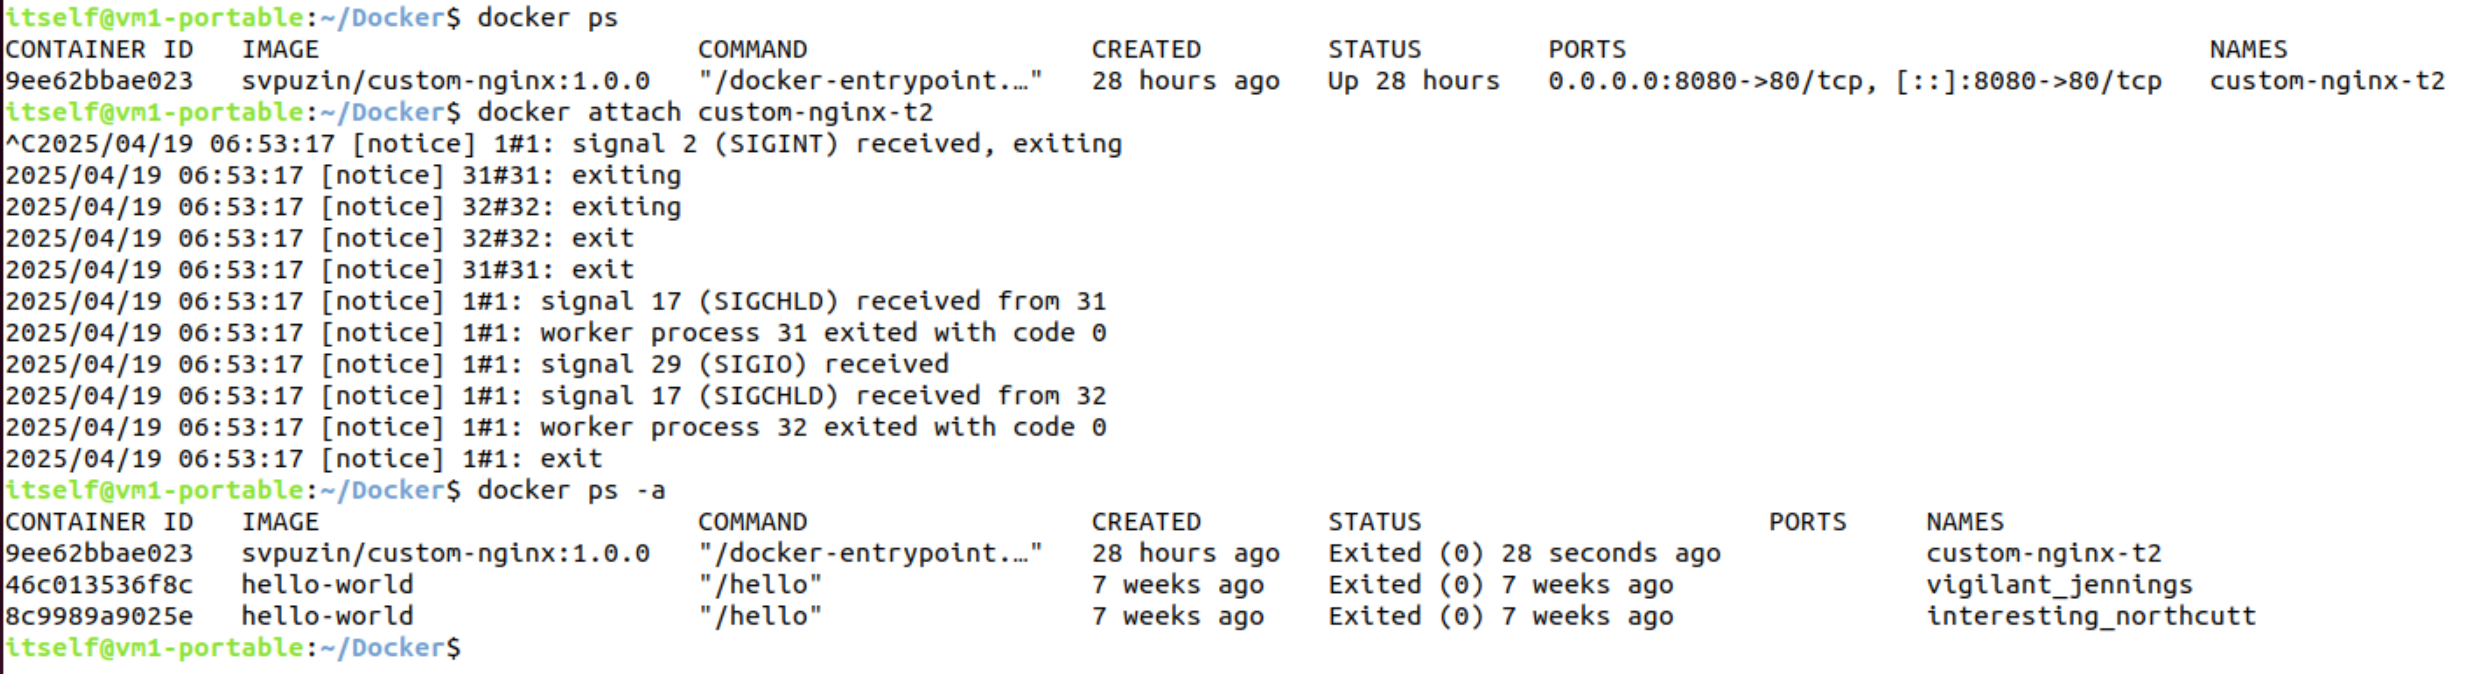 itself@vm1-portable:~/Docker$ docker ps
CONTAINER ID   IMAGE                        COMMAND                  CREATED        STATUS        PORTS                                     NAMES
9ee62bbae023   svpuzin/custom-nginx:1.0.0   "/docker-entrypoint.…"   28 hours ago   Up 28 hours   0.0.0.0:8080->80/tcp, [::]:8080->80/tcp   custom-nginx-t2
itself@vm1-portable:~/Docker$ docker attach custom-nginx-t2
^C2025/04/19 06:53:17 [notice] 1#1: signal 2 (SIGINT) received, exiting
2025/04/19 06:53:17 [notice] 31#31: exiting
2025/04/19 06:53:17 [notice] 32#32: exiting
2025/04/19 06:53:17 [notice] 32#32: exit
2025/04/19 06:53:17 [notice] 31#31: exit
2025/04/19 06:53:17 [notice] 1#1: signal 17 (SIGCHLD) received from 31
2025/04/19 06:53:17 [notice] 1#1: worker process 31 exited with code 0
2025/04/19 06:53:17 [notice] 1#1: signal 29 (SIGIO) received
2025/04/19 06:53:17 [notice] 1#1: signal 17 (SIGCHLD) received from 32
2025/04/19 06:53:17 [notice] 1#1: worker process 32 exited with code 0
2025/04/19 06:53:17 [notice] 1#1: exit
itself@vm1-portable:~/Docker$ docker ps -a
CONTAINER ID   IMAGE                        COMMAND                  CREATED        STATUS                      PORTS     NAMES
9ee62bbae023   svpuzin/custom-nginx:1.0.0   "/docker-entrypoint.…"   28 hours ago   Exited (0) 28 seconds ago             custom-nginx-t2
46c013536f8c   hello-world                  "/hello"                 7 weeks ago    Exited (0) 7 weeks ago                vigilant_jennings
8c9989a9025e   hello-world                  "/hello"                 7 weeks ago    Exited (0) 7 weeks ago                interesting_northcutt
itself@vm1-portable:~/Docker$